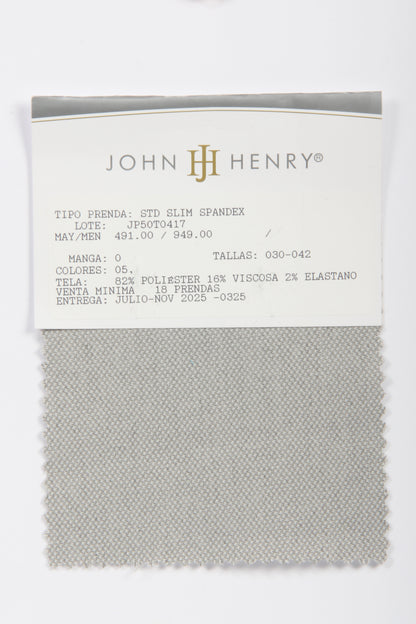 JOHN JH HENRY®
TIPO PRENDA: STD SLIM SPANDEX
LOTE: JP50T0417
MAY/MEN 491.00 / 949.00 /
MANGA: 0 TALLAS: 030-042
COLORES: 05,
TELA: 82% POLIESTER 16% VISCOSA 2% ELASTANO
VENTA MINIMA 18 PRENDAS
ENTREGA: JULIO-NOV 2025 -0325